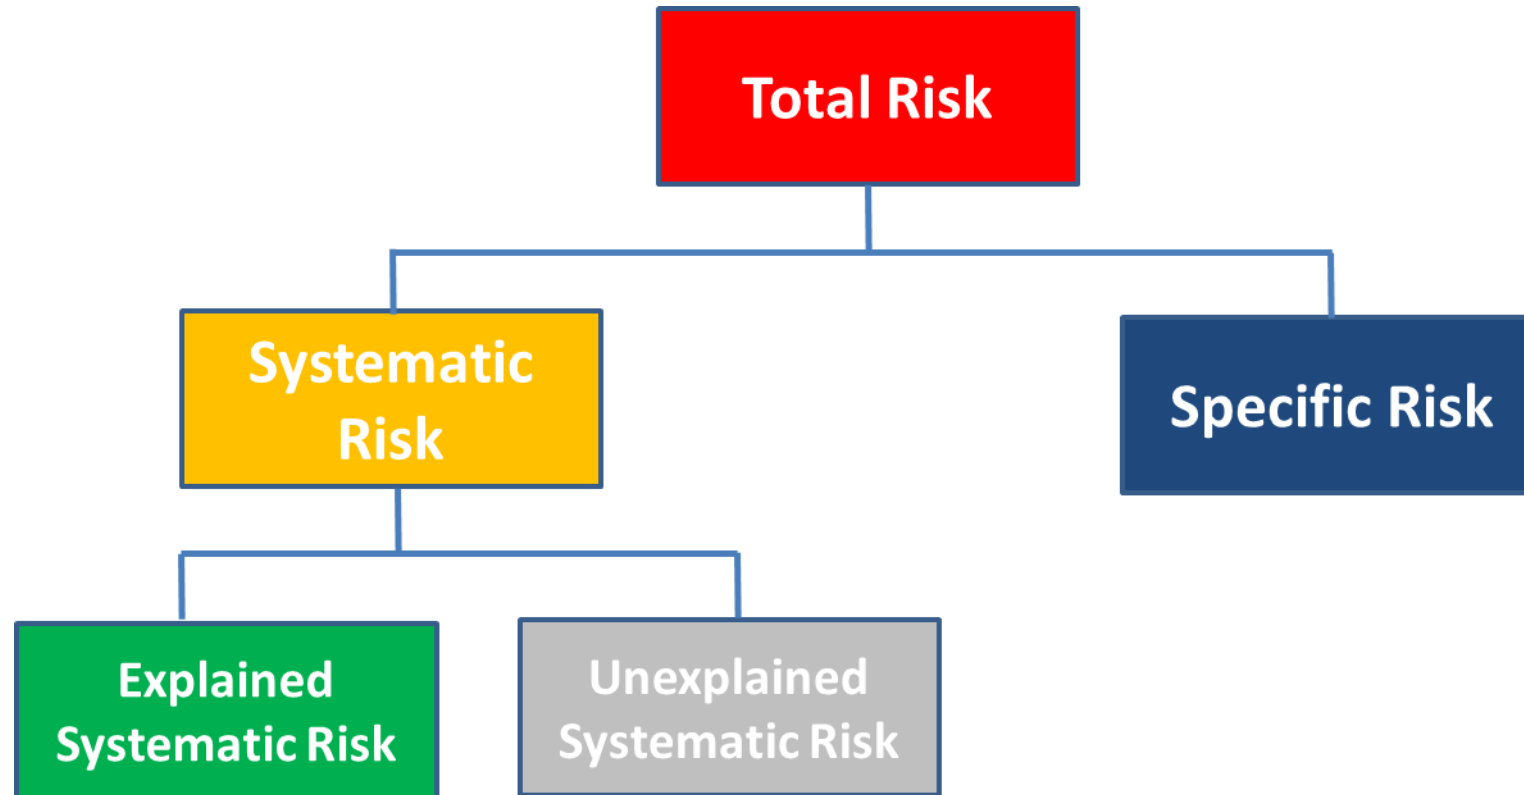 Total Risk
Systematic
Risk
Specific Risk
Explained
Systematic Risk
Unexplained
Systematic Risk